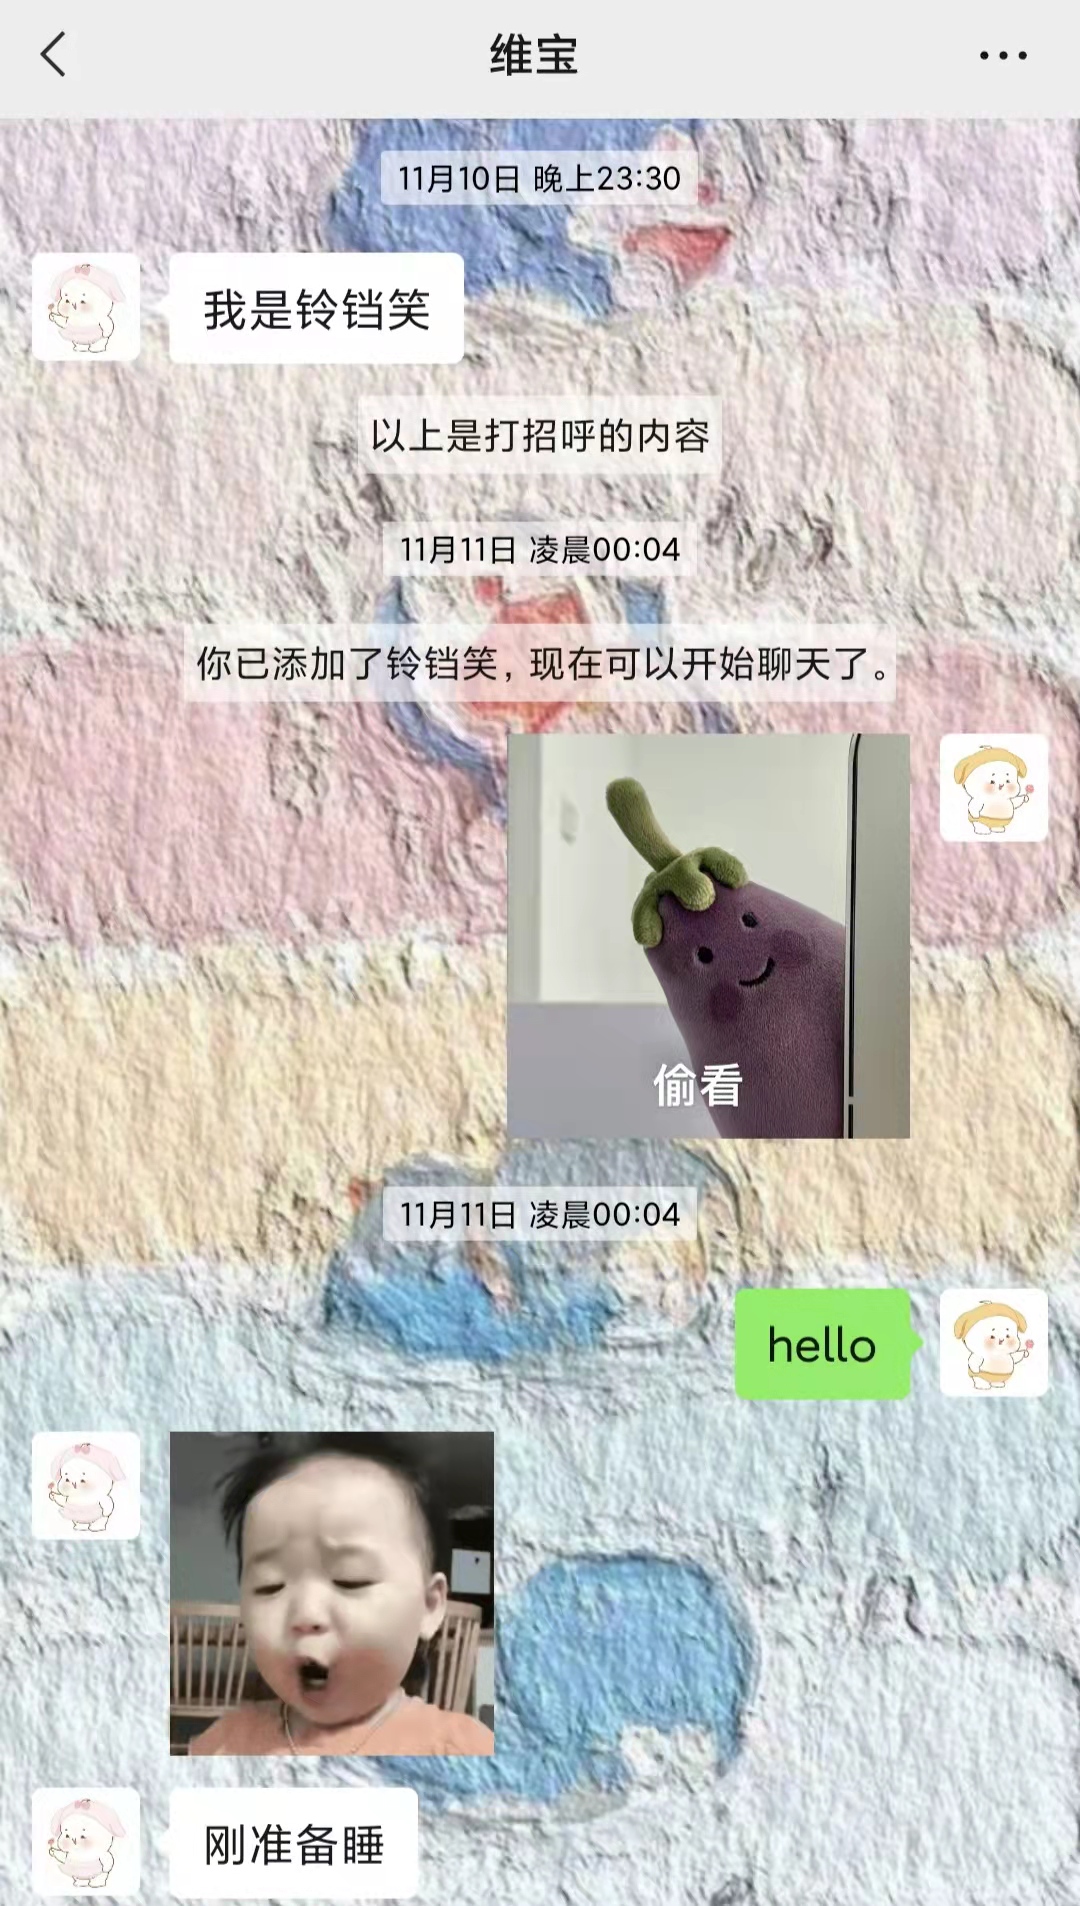 维宝
11月10日 晚上23:30
我是铃铛笑
以上是打招呼的内容
11月11日 凌晨00:04
你已添加了铃铛笑，现在可以开始聊天了。
偷看
11月11日 凌晨00:04
hello
刚准备睡